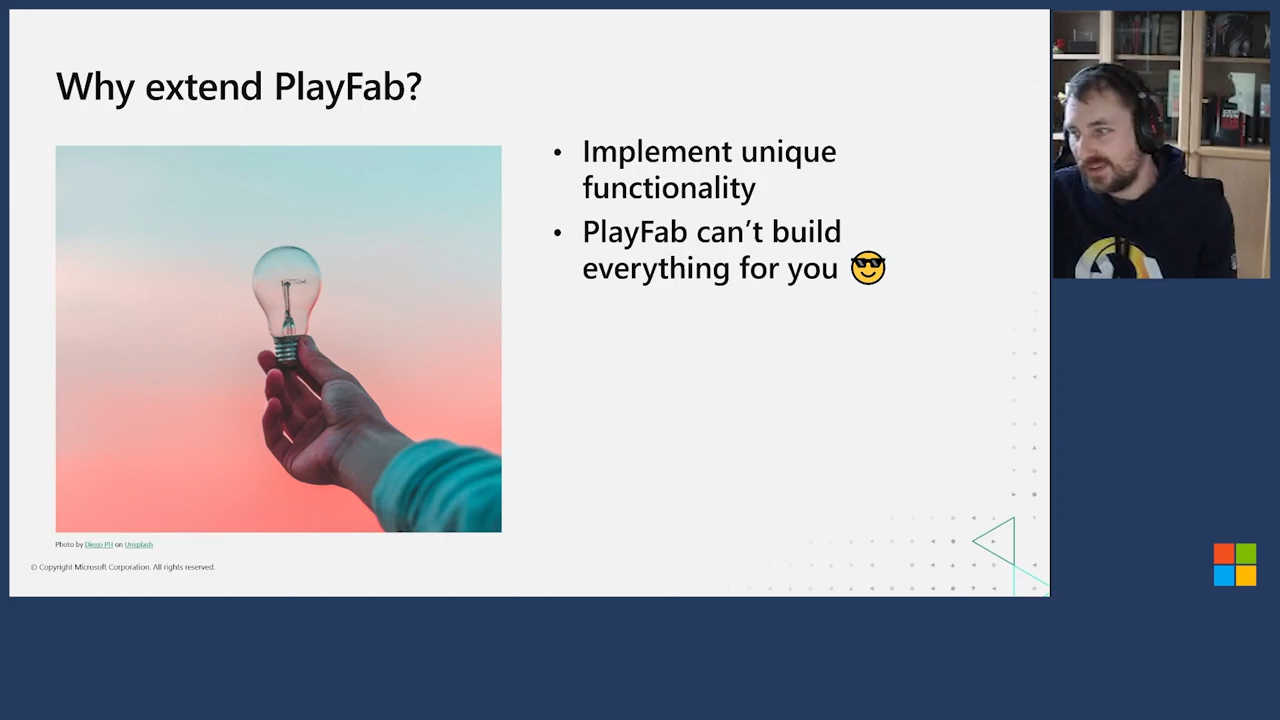 Why extend PlayFab?
• Implement unique
functionality
• PlayFab can’t build
everything for you 😎
Photo by Diego PH on Unsplash
© Copyright Microsoft Corporation. All rights reserved.